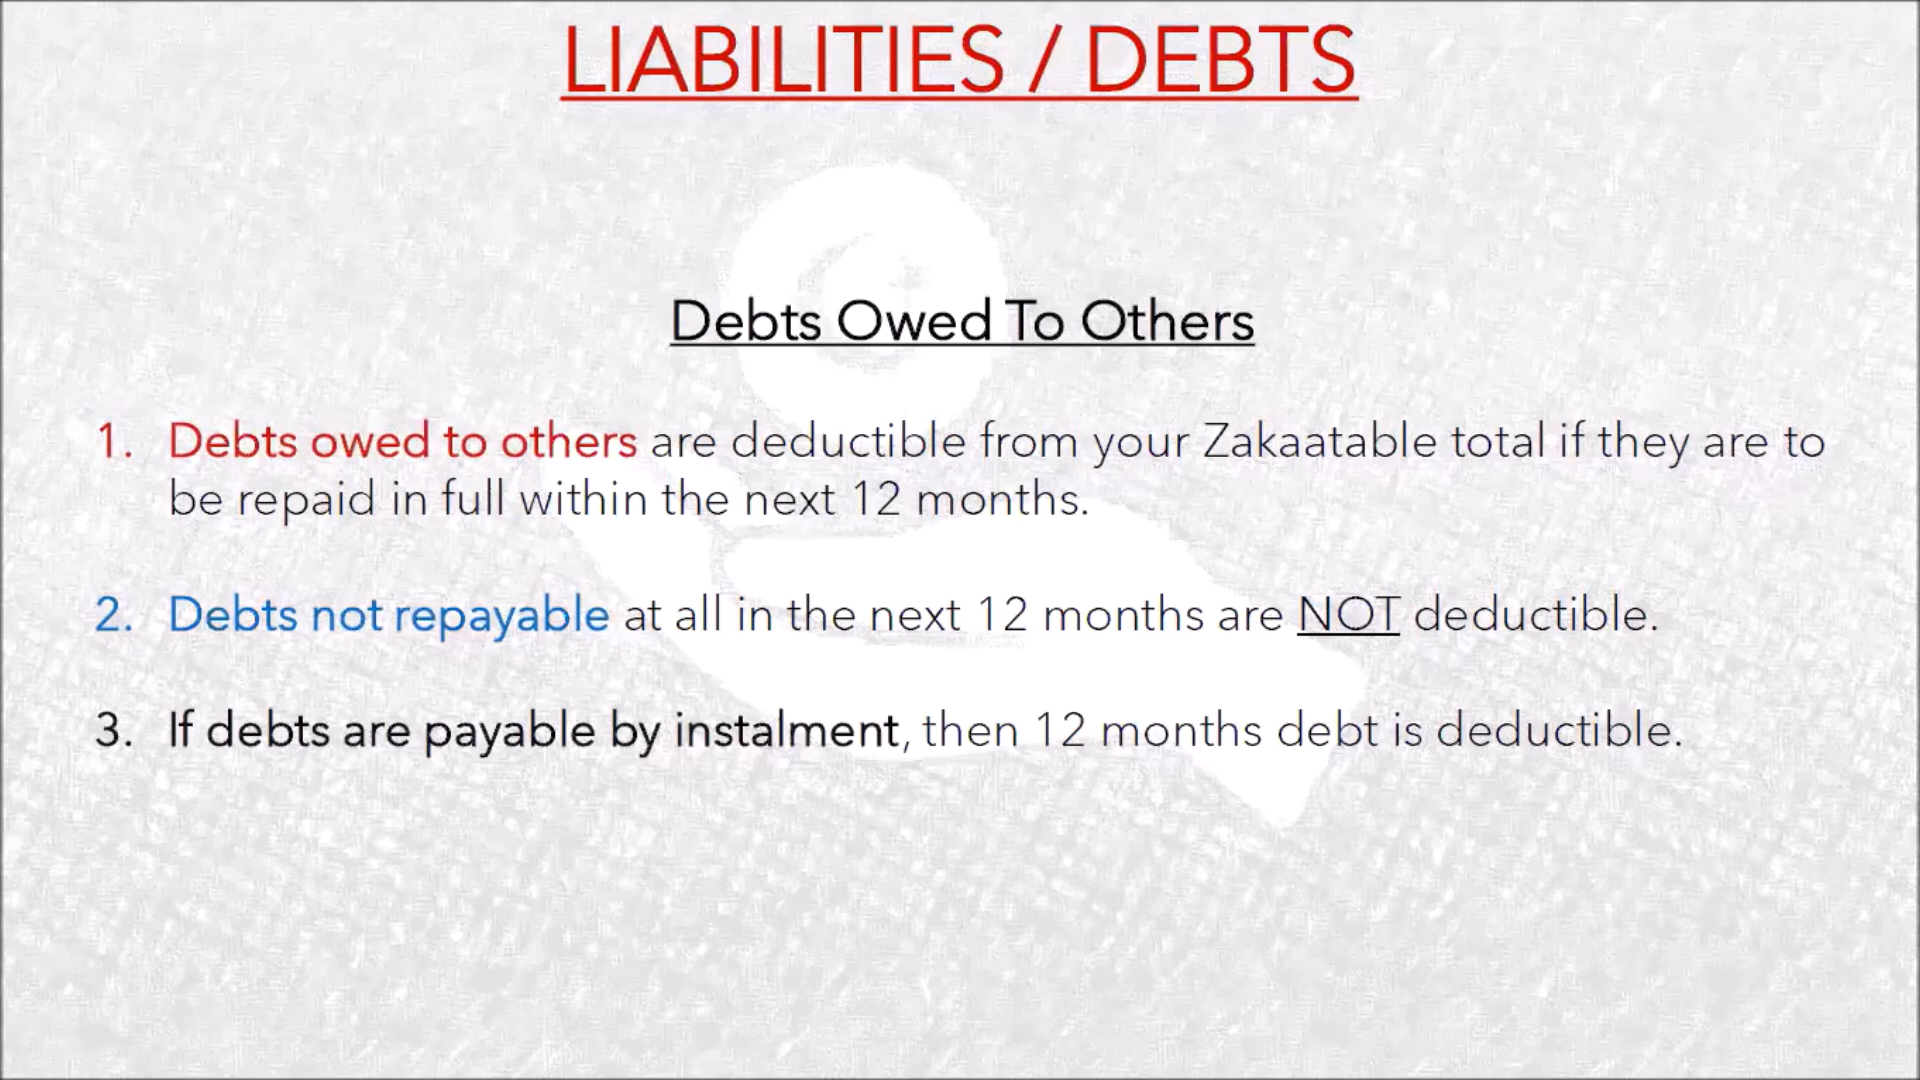 LIABILITIES / DEBTS
Debts Owed To Others
1. Debts owed to others are deductible from your Zakaatable total if they are to
be repaid in full within the next 12 months.
2. Debts not repayable at all in the next 12 months are NOT deductible.
3. If debts are payable by instalment, then 12 months debt is deductible.